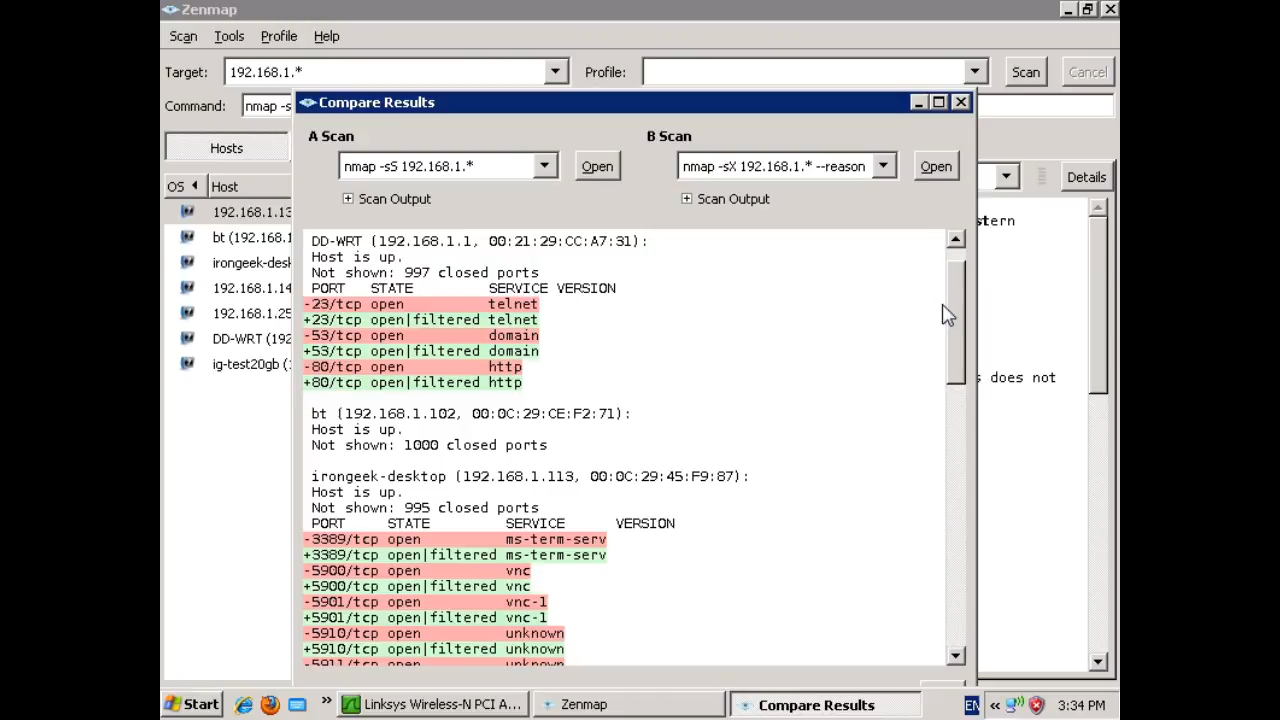 Zenmap
Scan Tools Profile Help
Target: 192.168.1.* Profile: Scan Cancel
Command: nmap -s
Compare Results
A Scan B Scan
nmap -sS 192.168.1.* Open nmap -sX 192.168.1.* --reason Open
Scan Output Scan Output
Hosts
OS Host
Details
192.168.1.13
bt (192.168.1
irongeek-desk
192.168.1.14
192.168.1.25
DD-WRT (192
ig-test20gb (
stern
s does not
DD-WRT (192.168.1.1, 00:21:29:CC:A7:31):
Host is up.
Not shown: 997 closed ports
PORT STATE SERVICE VERSION
-23/tcp open telnet
+23/tcp open|filtered telnet
-53/tcp open domain
+53/tcp open|filtered domain
-80/tcp open http
+80/tcp open|filtered http
bt (192.168.1.102, 00:0C:29:CE:F2:71):
Host is up.
Not shown: 1000 closed ports
irongeek-desktop (192.168.1.113, 00:0C:29:45:F9:87):
Host is up.
Not shown: 995 closed ports
PORT STATE SERVICE VERSION
-3389/tcp open ms-term-serv
+3389/tcp open|filtered ms-term-serv
-5900/tcp open vnc
+5900/tcp open|filtered vnc
-5901/tcp open vnc-1
+5901/tcp open|filtered vnc-1
-5910/tcp open unknown
+5910/tcp open|filtered unknown
-5911/tcp open unknown
Start Linksys Wireless-N PCI A... Zenmap Compare Results EN 3:34 PM